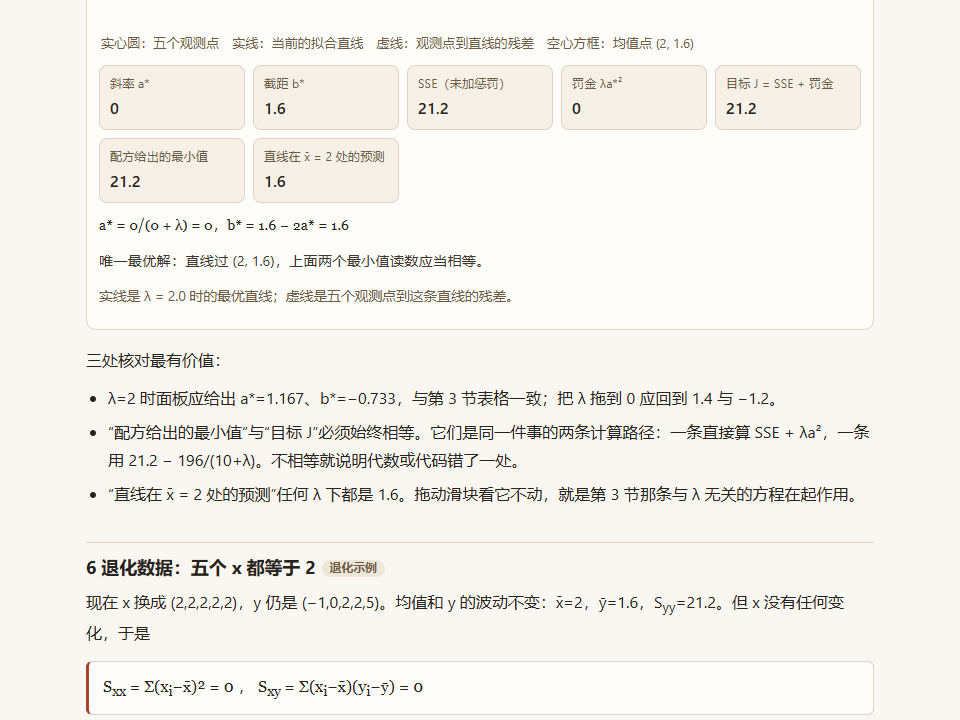 实心圆：五个观测点 实线：当前的拟合直线 虚线：观测点到直线的残差 空心方框：均值点 (2, 1.6)
斜率 a* 截距 b* SSE（未加惩罚） 罚金 λa*² 目标 J = SSE + 罚金
0 1.6 21.2 0 21.2
配方给出的最小值 直线在 x̄ = 2 处的预测
21.2 1.6
a* = 0/(0 + λ) = 0，b* = 1.6 − 2a* = 1.6
唯一最优解：直线过 (2, 1.6)，上面两个最小值读数应当相等。
实线是 λ = 2.0 时的最优直线；虚线是五个观测点到这条直线的残差。
三处核对最有价值：
• λ=2 时面板应给出 a*=1.167、b*=−0.733，与第 3 节表格一致；把 λ 拖到 0 应回到 1.4 与 −1.2。
• “配方给出的最小值”与“目标 J”必须始终相等。它们是同一件事的两条计算路径：一条直接算 SSE + λa²，一条
用 21.2 − 196/(10+λ)。不相等就说明代数或代码错了一处。
• “直线在 x̄ = 2 处的预测”任何 λ 下都是 1.6。拖动滑块看它不动，就是第 3 节那条与 λ 无关的方程在起作用。
6 退化数据：五个 x 都等于 2 退化示例
现在 x 换成 (2,2,2,2,2)，y 仍是 (−1,0,2,2,5)。均值和 y 的波动不变：x̄=2，ȳ=1.6，Syy=21.2。但 x 没有任何变
化，于是
Sxx = Σ(xi−x̄)² = 0 ， Sxy = Σ(xi−x̄)(yi−ȳ) = 0